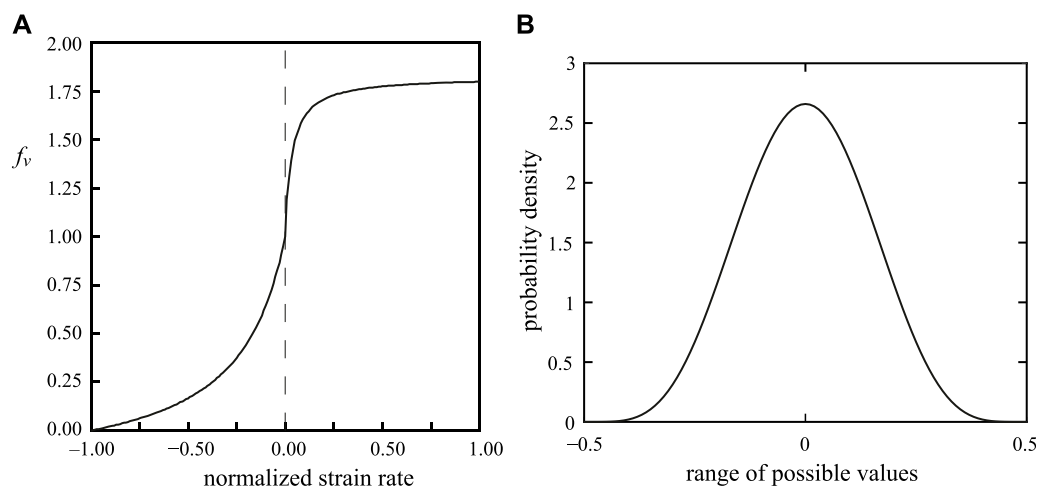 A
2.00
1.75
1.50
1.25
1.00
0.75
0.50
0.25
0.00
fv
−1.00 −0.50 0.00 0.50 1.00
normalized strain rate
B
3
2.5
2
1.5
1
0.5
0
probability density
−0.5 0 0.5
range of possible values